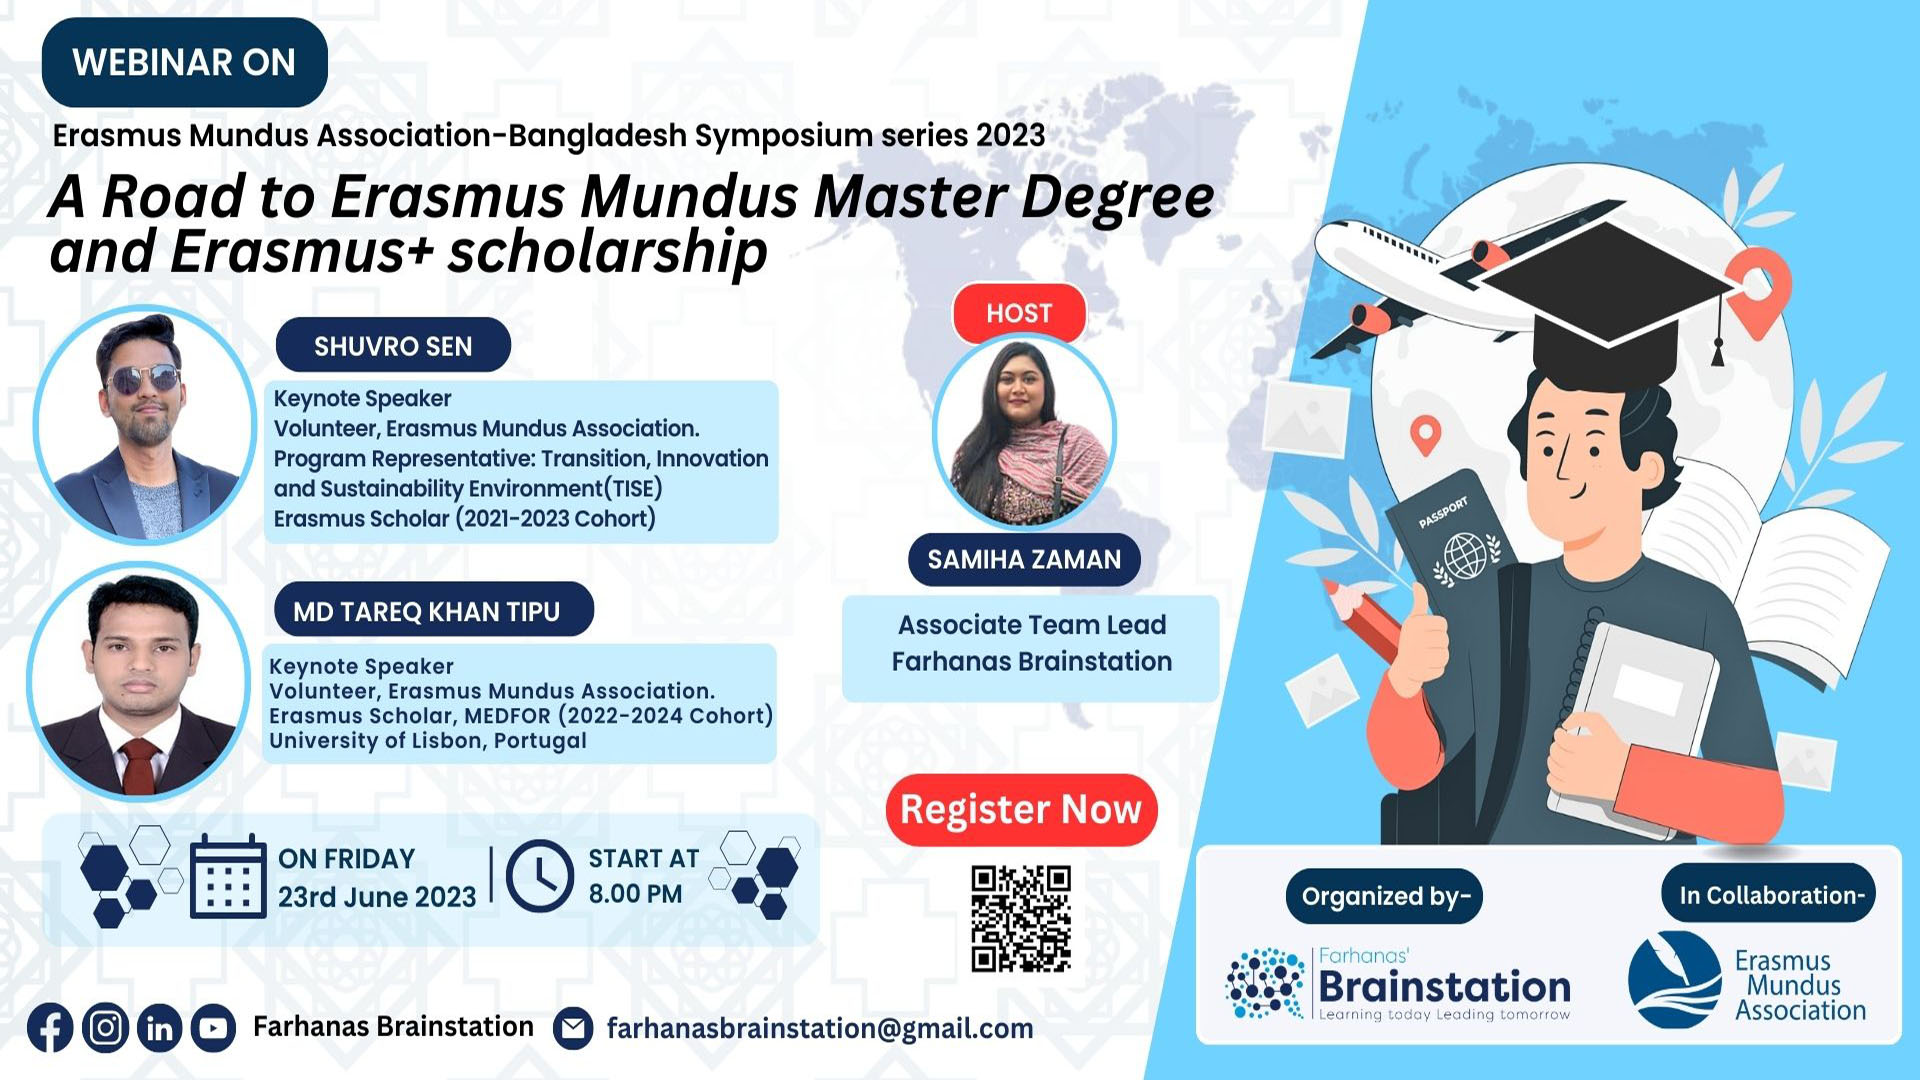 WEBINAR ON
Erasmus Mundus Association-Bangladesh Symposium series 2023
A Road to Erasmus Mundus Master Degree
and Erasmus+ scholarship
SHUVRO SEN
Keynote Speaker
Volunteer, Erasmus Mundus Association.
Program Representative: Transition, Innovation
and Sustainability Environment(TISE)
Erasmus Scholar (2021-2023 Cohort)
MD TAREQ KHAN TIPU
Keynote Speaker
Volunteer, Erasmus Mundus Association.
Erasmus Scholar, MEDFOR (2022-2024 Cohort)
University of Lisbon, Portugal
HOST
SAMIHA ZAMAN
Associate Team Lead
Farhanas Brainstation
ON FRIDAY
23rd June 2023
START AT
8.00 PM
Register Now
PASSPORT
Organized by-
Farhanas'
Brainstation
Learning today Leading tomorrow
In Collaboration-
Erasmus
Mundus
Association
Farhanas Brainstation
farhanasbrainstation@gmail.com